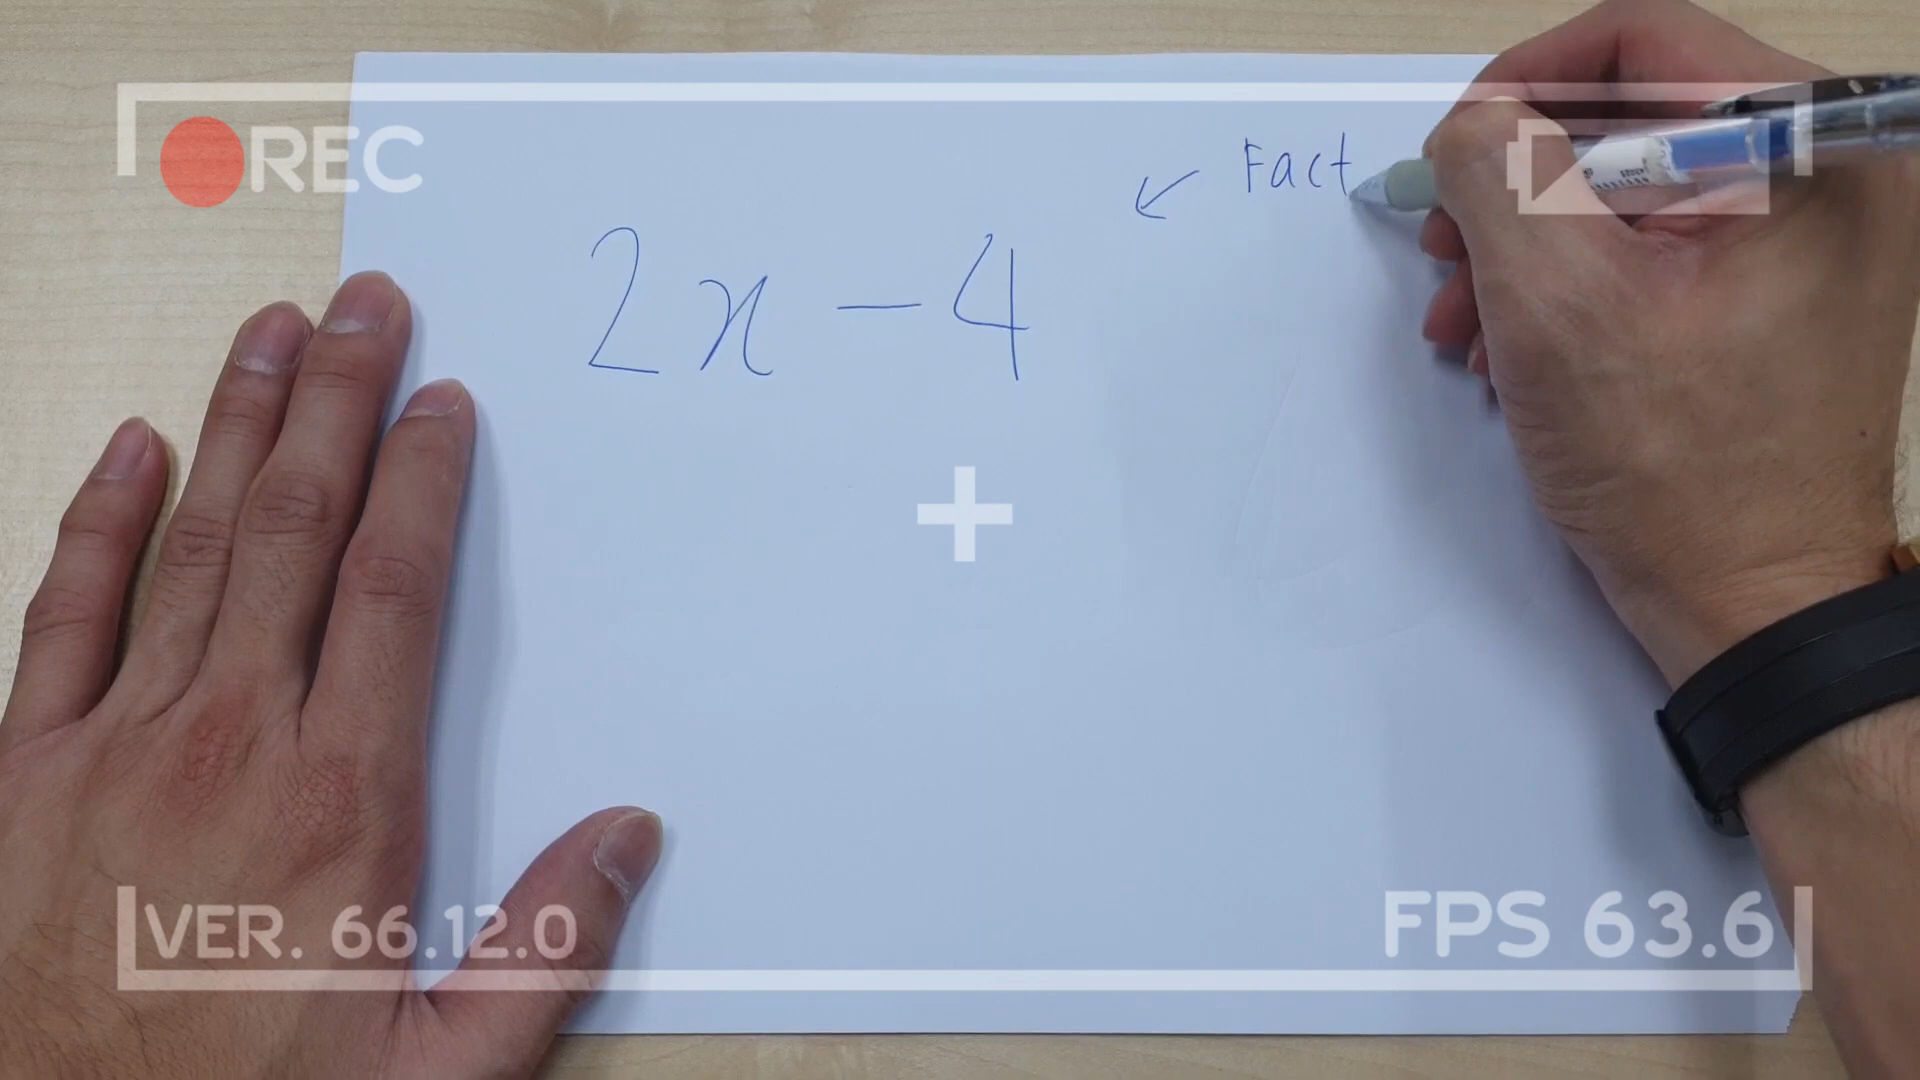 REC
← Fact
2x - 4
VER. 66.12.0
FPS 63.6